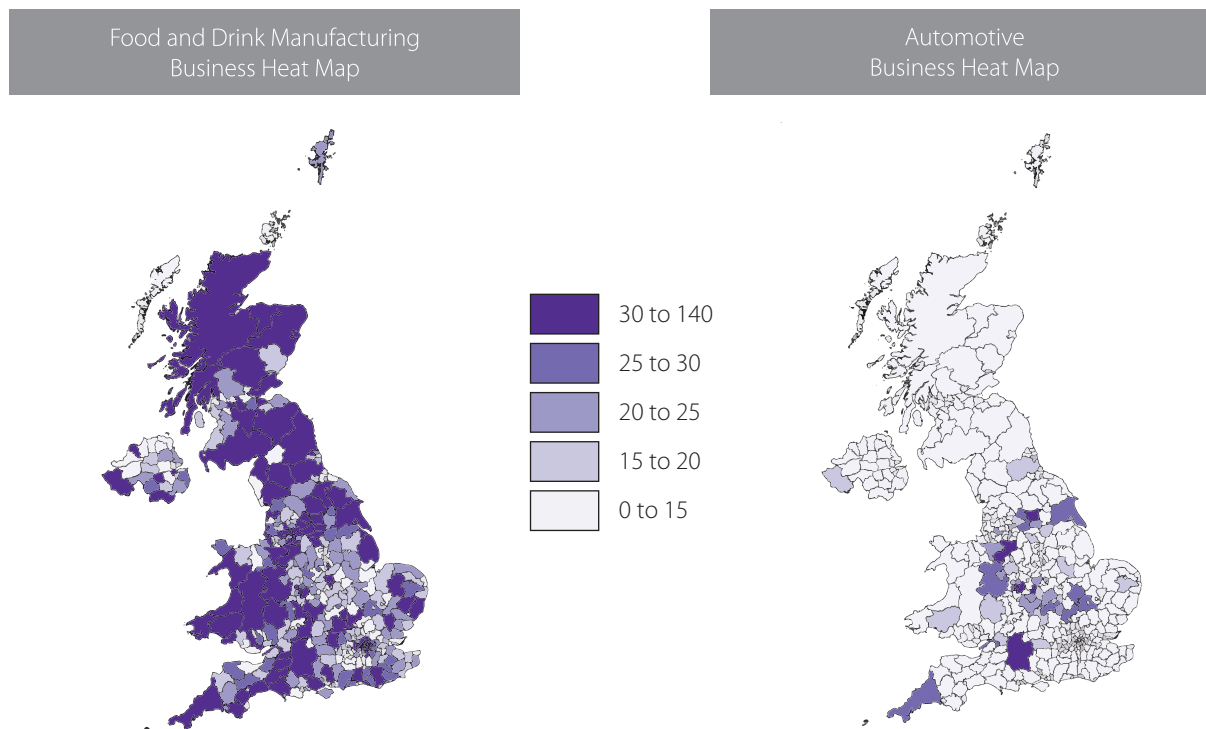 Food and Drink Manufacturing
Business Heat Map
Automotive
Business Heat Map
30 to 140
25 to 30
20 to 25
15 to 20
0 to 15